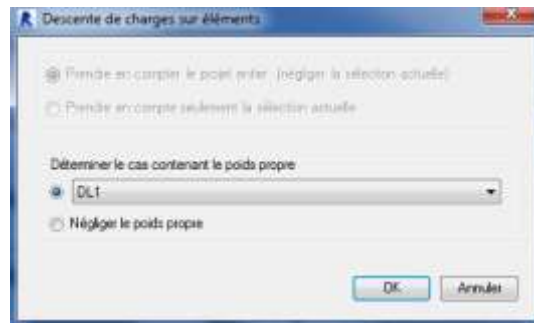 Descente de charges sur éléments
Prendre en compter le projet entier (négliger la sélection actuelle)
Prendre en compte seulement la sélection actuelle
Déterminer le cas contenant le poids propre
DL1
Négliger le poids propre
OK Annuler